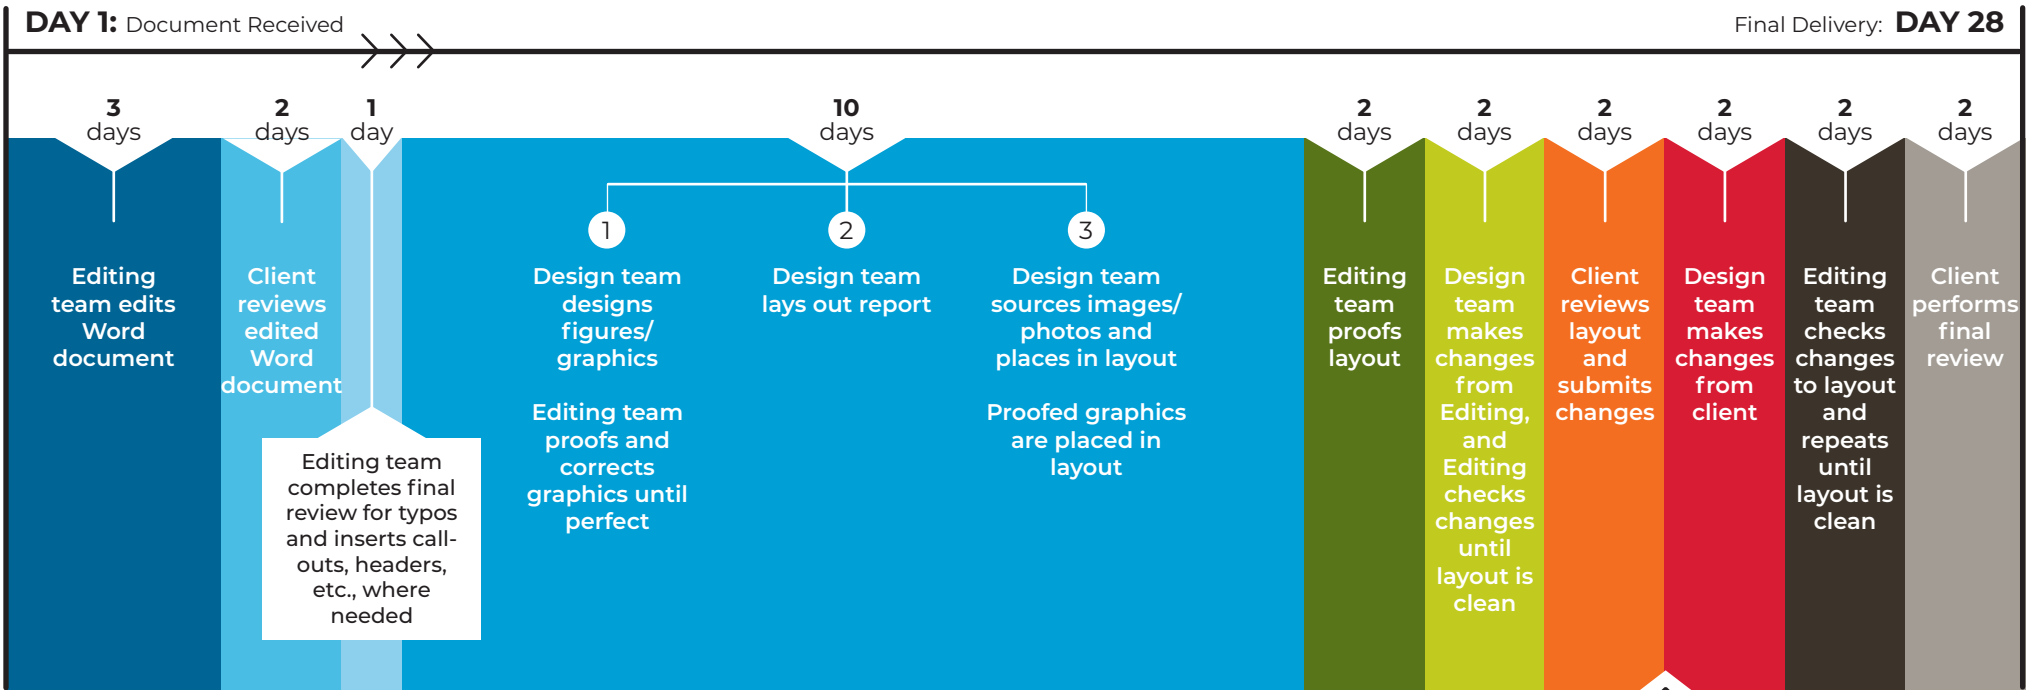 DAY 1: Document Received
Final Delivery: DAY 28
3
days
2
days
1
day
10
days
2
days
2
days
2
days
2
days
2
days
2
days
Editing
team edits
Word
document
Client
reviews
edited
Word
document
Editing team
completes final
review for typos
and inserts call-
outs, headers,
etc., where
needed
1
Design team
designs
figures/
graphics
Editing team
proofs and
corrects
graphics until
perfect
2
Design team
lays out report
3
Design team
sources images/
photos and
places in layout
Proofed graphics
are placed in
layout
Editing
team
proofs
layout
Design
team
makes
changes
from
Editing,
and
Editing
checks
changes
until
layout is
clean
Client
reviews
layout
and
submits
changes
Design
team
makes
changes
from
client
Editing
team
checks
changes
to layout
and
repeats
until
layout is
clean
Client
performs
final
review